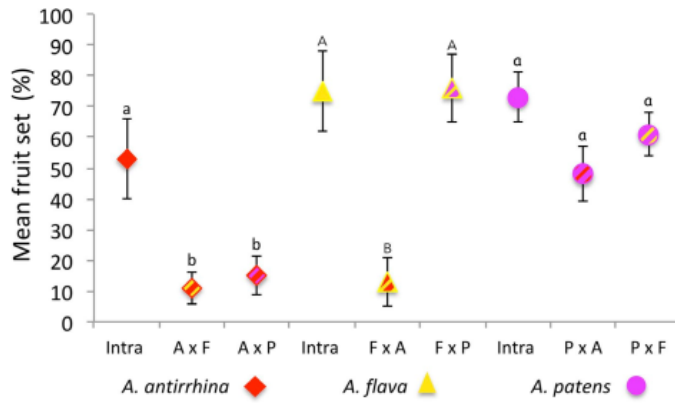 Mean fruit set (%)
100
90
80
70
60
50
40
30
20
10
0
a
b
b
A
B
A
a
a
a
Intra
A x F
A x P
Intra
F x A
F x P
Intra
P x A
P x F
A. antirrhina
A. flava
A. patens